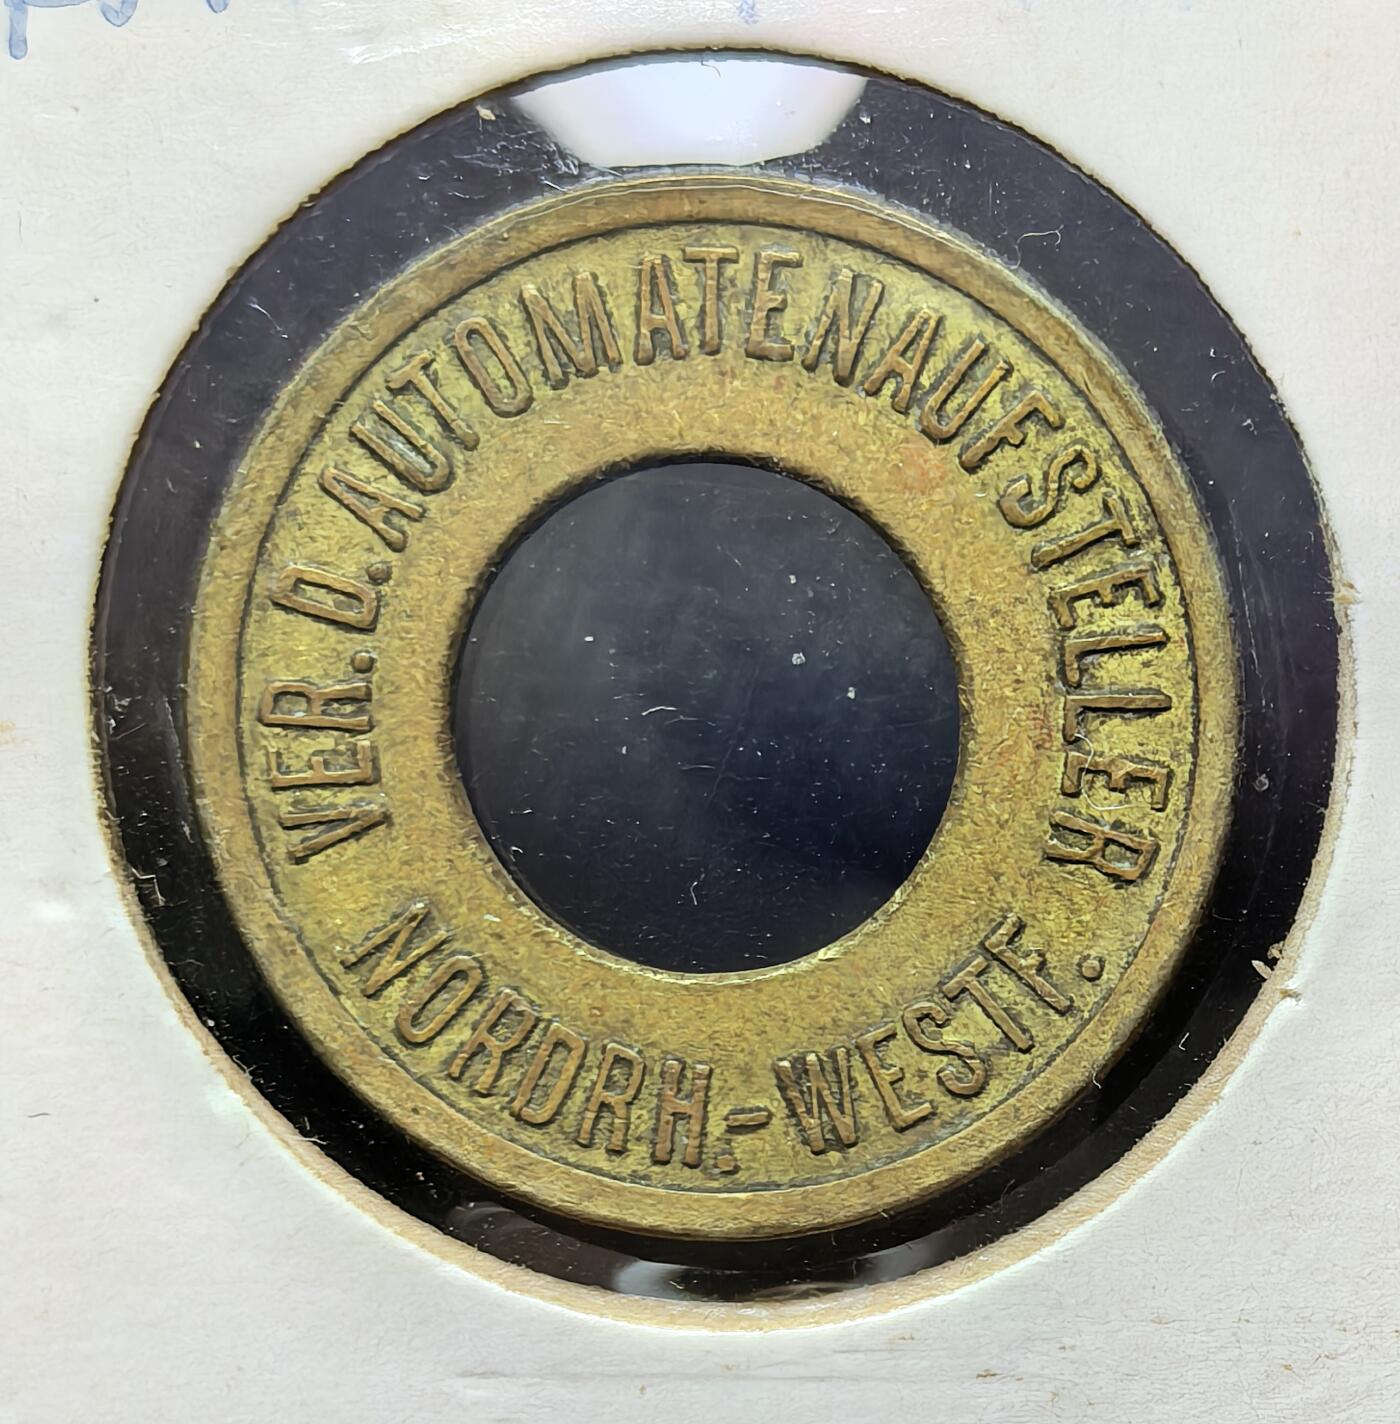 VER. D. AUTOMATENAUFSTELLER
NORDRH.-WESTF.